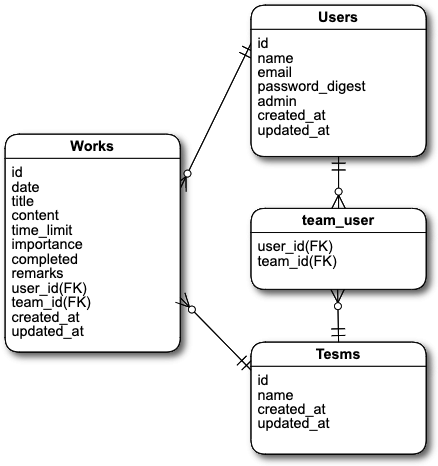 Users
id
name
email
password_digest
admin
created_at
updated_at
Works
id
date
title
content
time_limit
importance
completed
remarks
user_id(FK)
team_id(FK)
created_at
updated_at
team_user
user_id(FK)
team_id(FK)
Tesms
id
name
created_at
updated_at